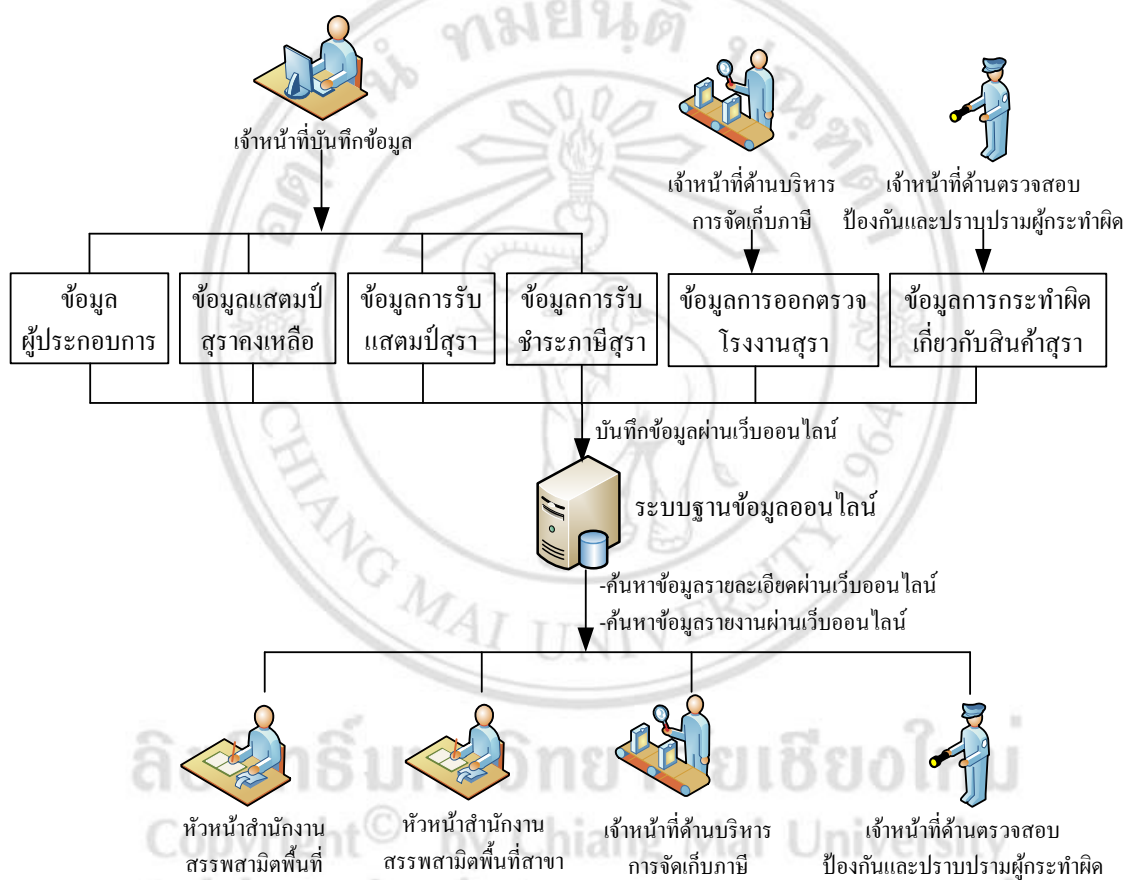 เจ้าหน้าที่บันทึกข้อมูล
เจ้าหน้าที่ด้านบริหาร
การจัดเก็บภาษี
เจ้าหน้าที่ด้านตรวจสอบ
ป้องกันและปราบปรามผู้กระทำผิด
ข้อมูล
ผู้ประกอบการ
ข้อมูลแสตมป์
สุราคงเหลือ
ข้อมูลการรับ
แสตมป์สุรา
ข้อมูลการรับ
ชำระภาษีสุรา
ข้อมูลการออกตรวจ
โรงงานสุรา
ข้อมูลการกระทำผิด
เกี่ยวกับสินค้าสุรา
บันทึกข้อมูลผ่านเว็บออนไลน์
ระบบฐานข้อมูลออนไลน์
-ค้นหาข้อมูลรายละเอียดผ่านเว็บออนไลน์
-ค้นหาข้อมูลรายงานผ่านเว็บออนไลน์
หัวหน้าสำนักงาน
สรรพสามิตพื้นที่
หัวหน้าสำนักงาน
สรรพสามิตพื้นที่สาขา
เจ้าหน้าที่ด้านบริหาร
การจัดเก็บภาษี
เจ้าหน้าที่ด้านตรวจสอบ
ป้องกันและปราบปรามผู้กระทำผิด
CHIANG MAI UNIVERSITY 1964
Copyright© by Chiang Mai University